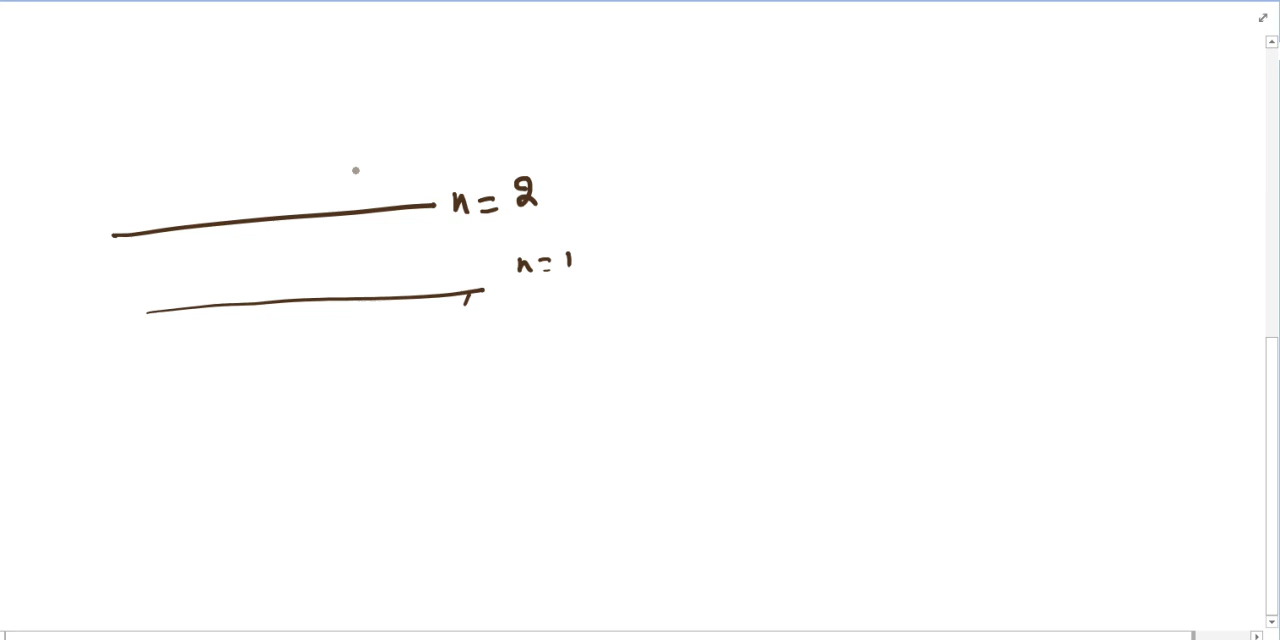 n = 2
n = 1